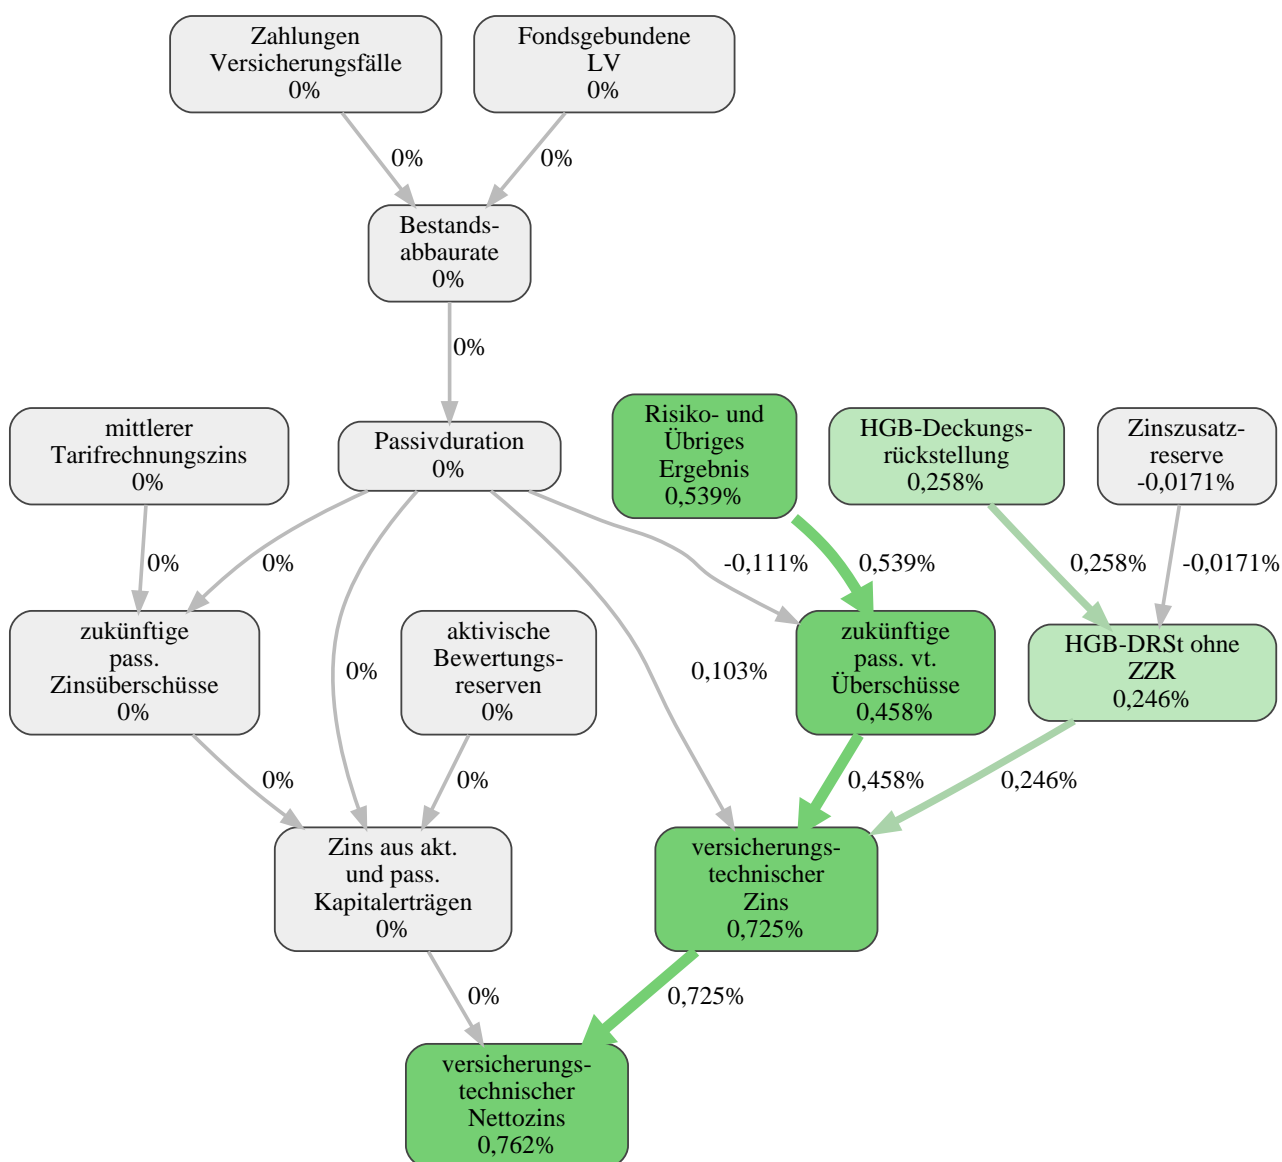 Zahlungen
Versicherungsfälle
0%
Fondsgebundene
LV
0%
0%
0%
Bestands-
abbaurate
0%
0%
mittlerer
Tarifrechnungszins
0%
Passivduration
0%
Risiko- und
Übriges
Ergebnis
0,539%
HGB-Deckungs-
rückstellung
0,258%
Zinszusatz-
reserve
-0,0171%
0%
0%
-0,111%
0,539%
0,258%
-0,0171%
zukünftige
pass.
Zinsüberschüsse
0%
0%
aktivische
Bewertungs-
reserven
0%
0,103%
zukünftige
pass. vt.
Überschüsse
0,458%
HGB-DRSt ohne
ZZR
0,246%
0%
0%
0,458%
0,246%
Zins aus akt.
und pass.
Kapitalerträgen
0%
versicherungs-
technischer
Zins
0,725%
0%
0,725%
versicherungs-
technischer
Nettozins
0,762%